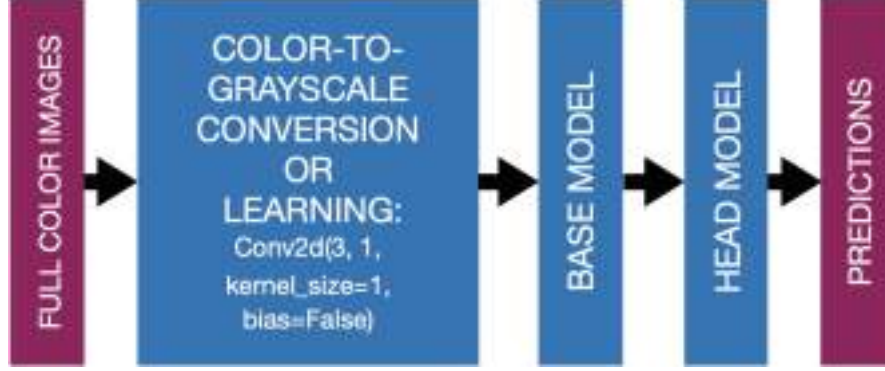 FULL COLOR IMAGES
COLOR-TO-
GRAYSCALE
CONVERSION
OR
LEARNING:
Conv2d(3, 1,
kernel_size=1,
bias=False)
BASE MODEL
HEAD MODEL
PREDICTIONS